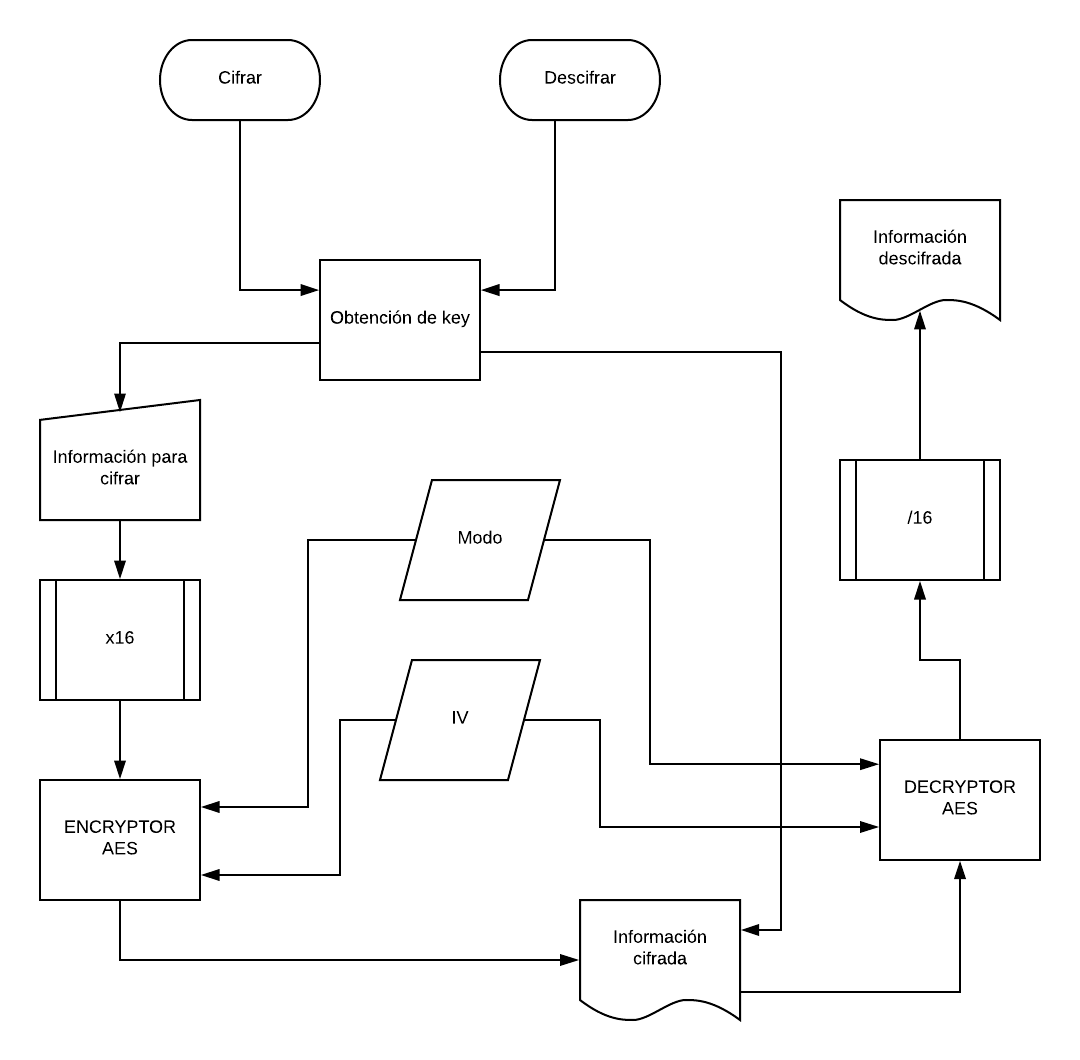 Cifrar
Descifrar
Información
descifrada
Obtención de key
Información para
cifrar
Modo
/16
x16
IV
ENCRYPTOR
AES
DECRYPTOR
AES
Información
cifrada